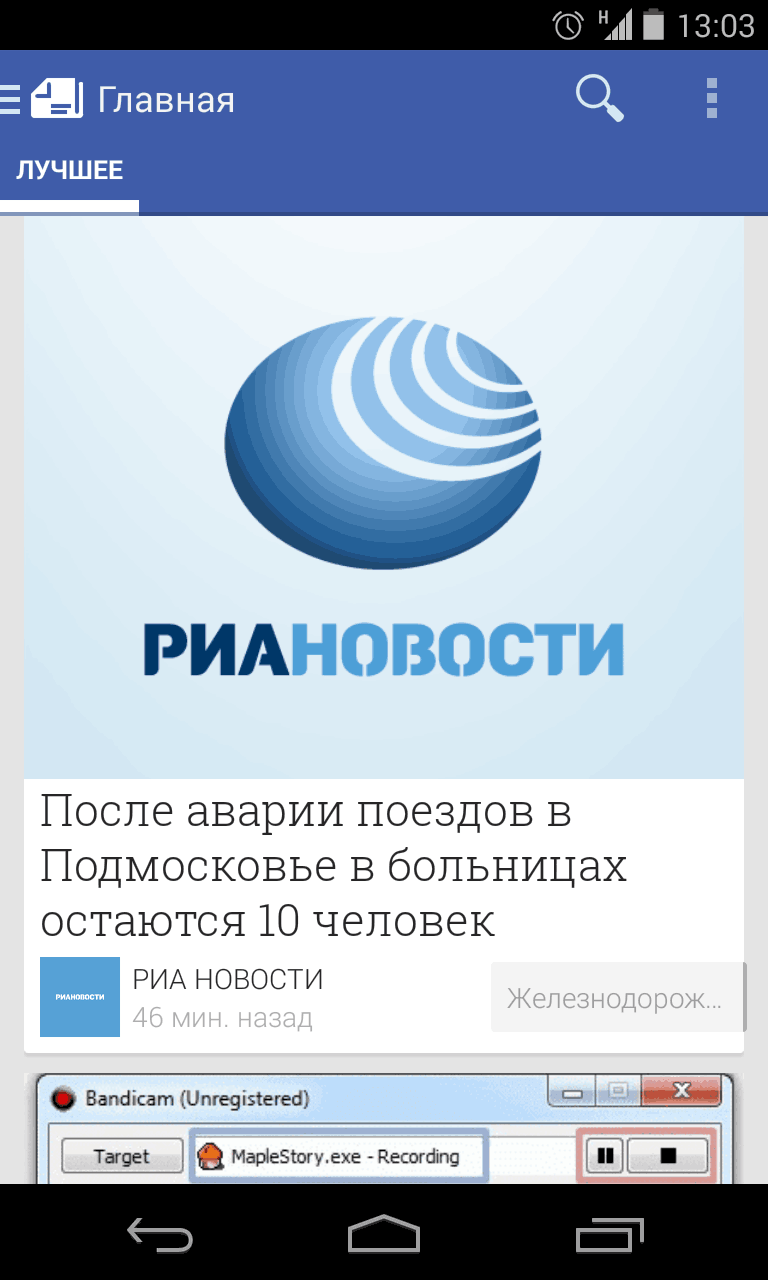 H
13:03
Главная
ЛУЧШЕЕ
РИАНОВОСТИ
После аварии поездов в
Подмосковье в больницах
остаются 10 человек
РИАНОВОСТИ
РИА НОВОСТИ
46 мин. назад
Железнодорож...
Bandicam (Unregistered)
Target
MapleStory.exe - Recording